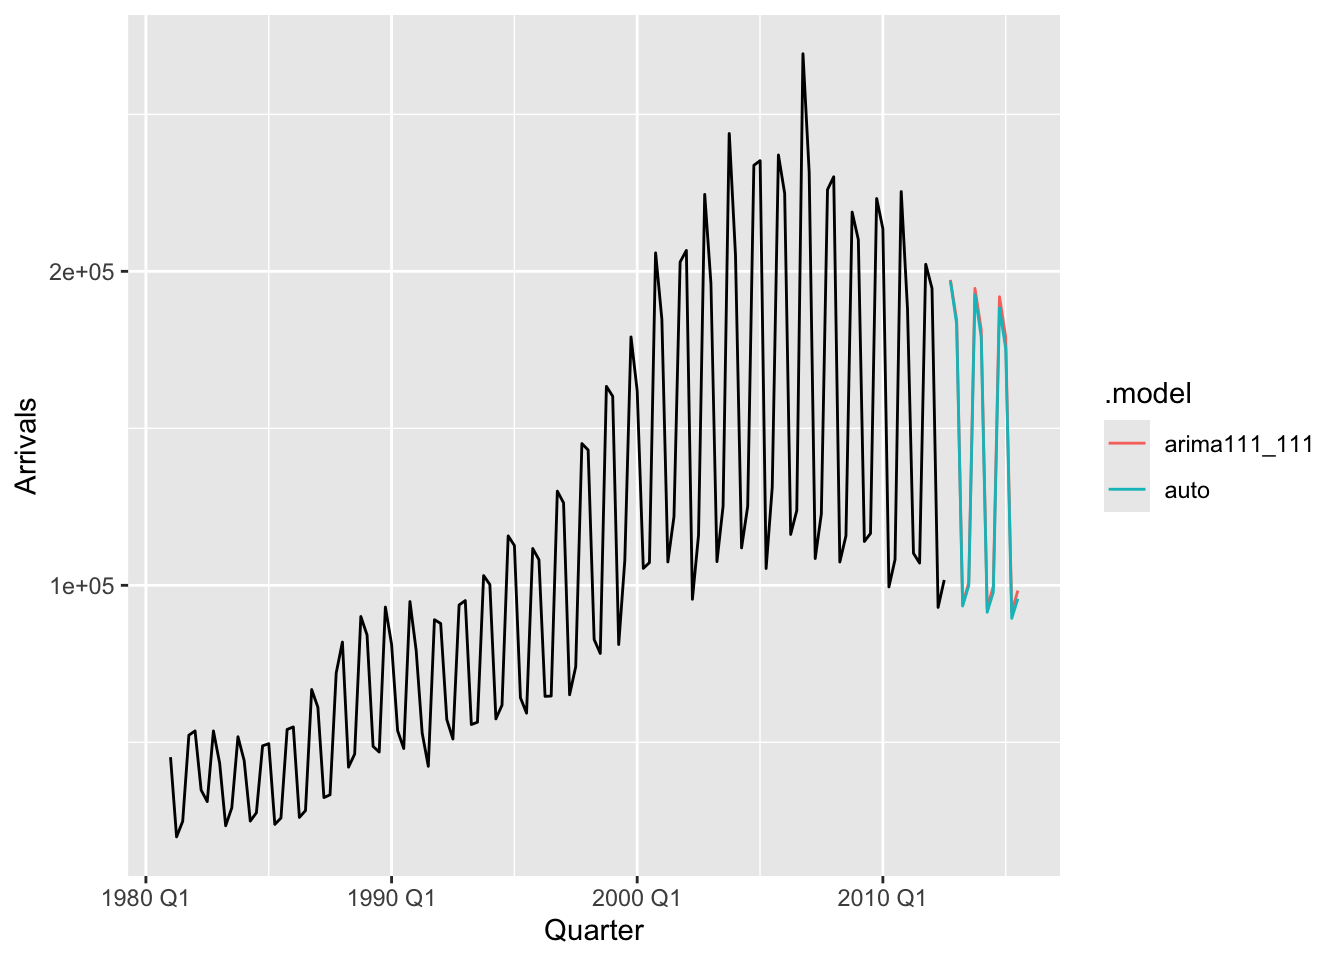 2e+05
1e+05
Arrivals
1980 Q1
1990 Q1
2000 Q1
2010 Q1
Quarter
.model
arima111_111
auto